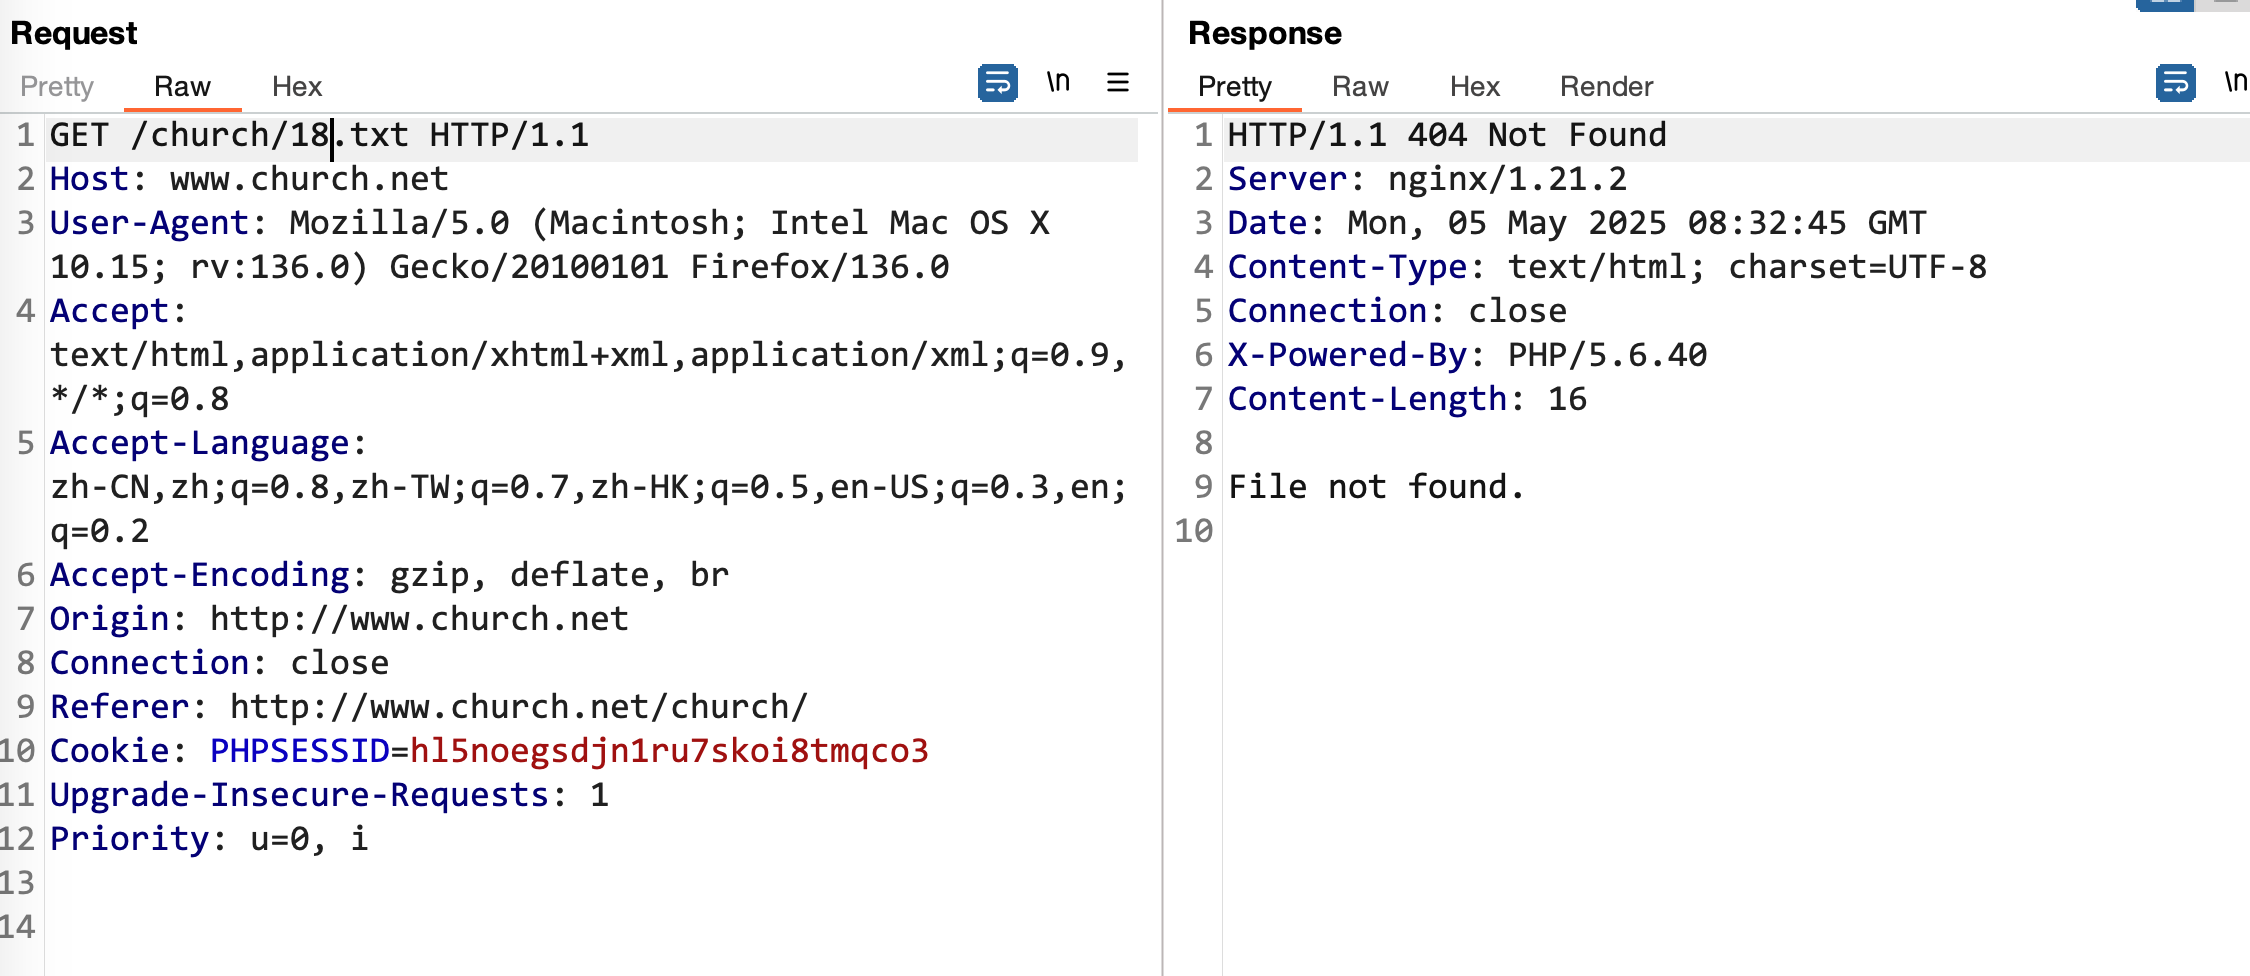 Request
Pretty Raw Hex \n
1 GET /church/18.txt HTTP/1.1
2 Host: www.church.net
3 User-Agent: Mozilla/5.0 (Macintosh; Intel Mac OS X
10.15; rv:136.0) Gecko/20100101 Firefox/136.0
4 Accept:
text/html,application/xhtml+xml,application/xml;q=0.9,
*/*;q=0.8
5 Accept-Language:
zh-CN,zh;q=0.8,zh-TW;q=0.7,zh-HK;q=0.5,en-US;q=0.3,en;
q=0.2
6 Accept-Encoding: gzip, deflate, br
7 Origin: http://www.church.net
8 Connection: close
9 Referer: http://www.church.net/church/
10 Cookie: PHPSESSID=hl5noegsdjn1ru7skoi8tmqco3
11 Upgrade-Insecure-Requests: 1
12 Priority: u=0, i
13
14
Response
Pretty Raw Hex Render \n
1 HTTP/1.1 404 Not Found
2 Server: nginx/1.21.2
3 Date: Mon, 05 May 2025 08:32:45 GMT
4 Content-Type: text/html; charset=UTF-8
5 Connection: close
6 X-Powered-By: PHP/5.6.40
7 Content-Length: 16
8
9 File not found.
10